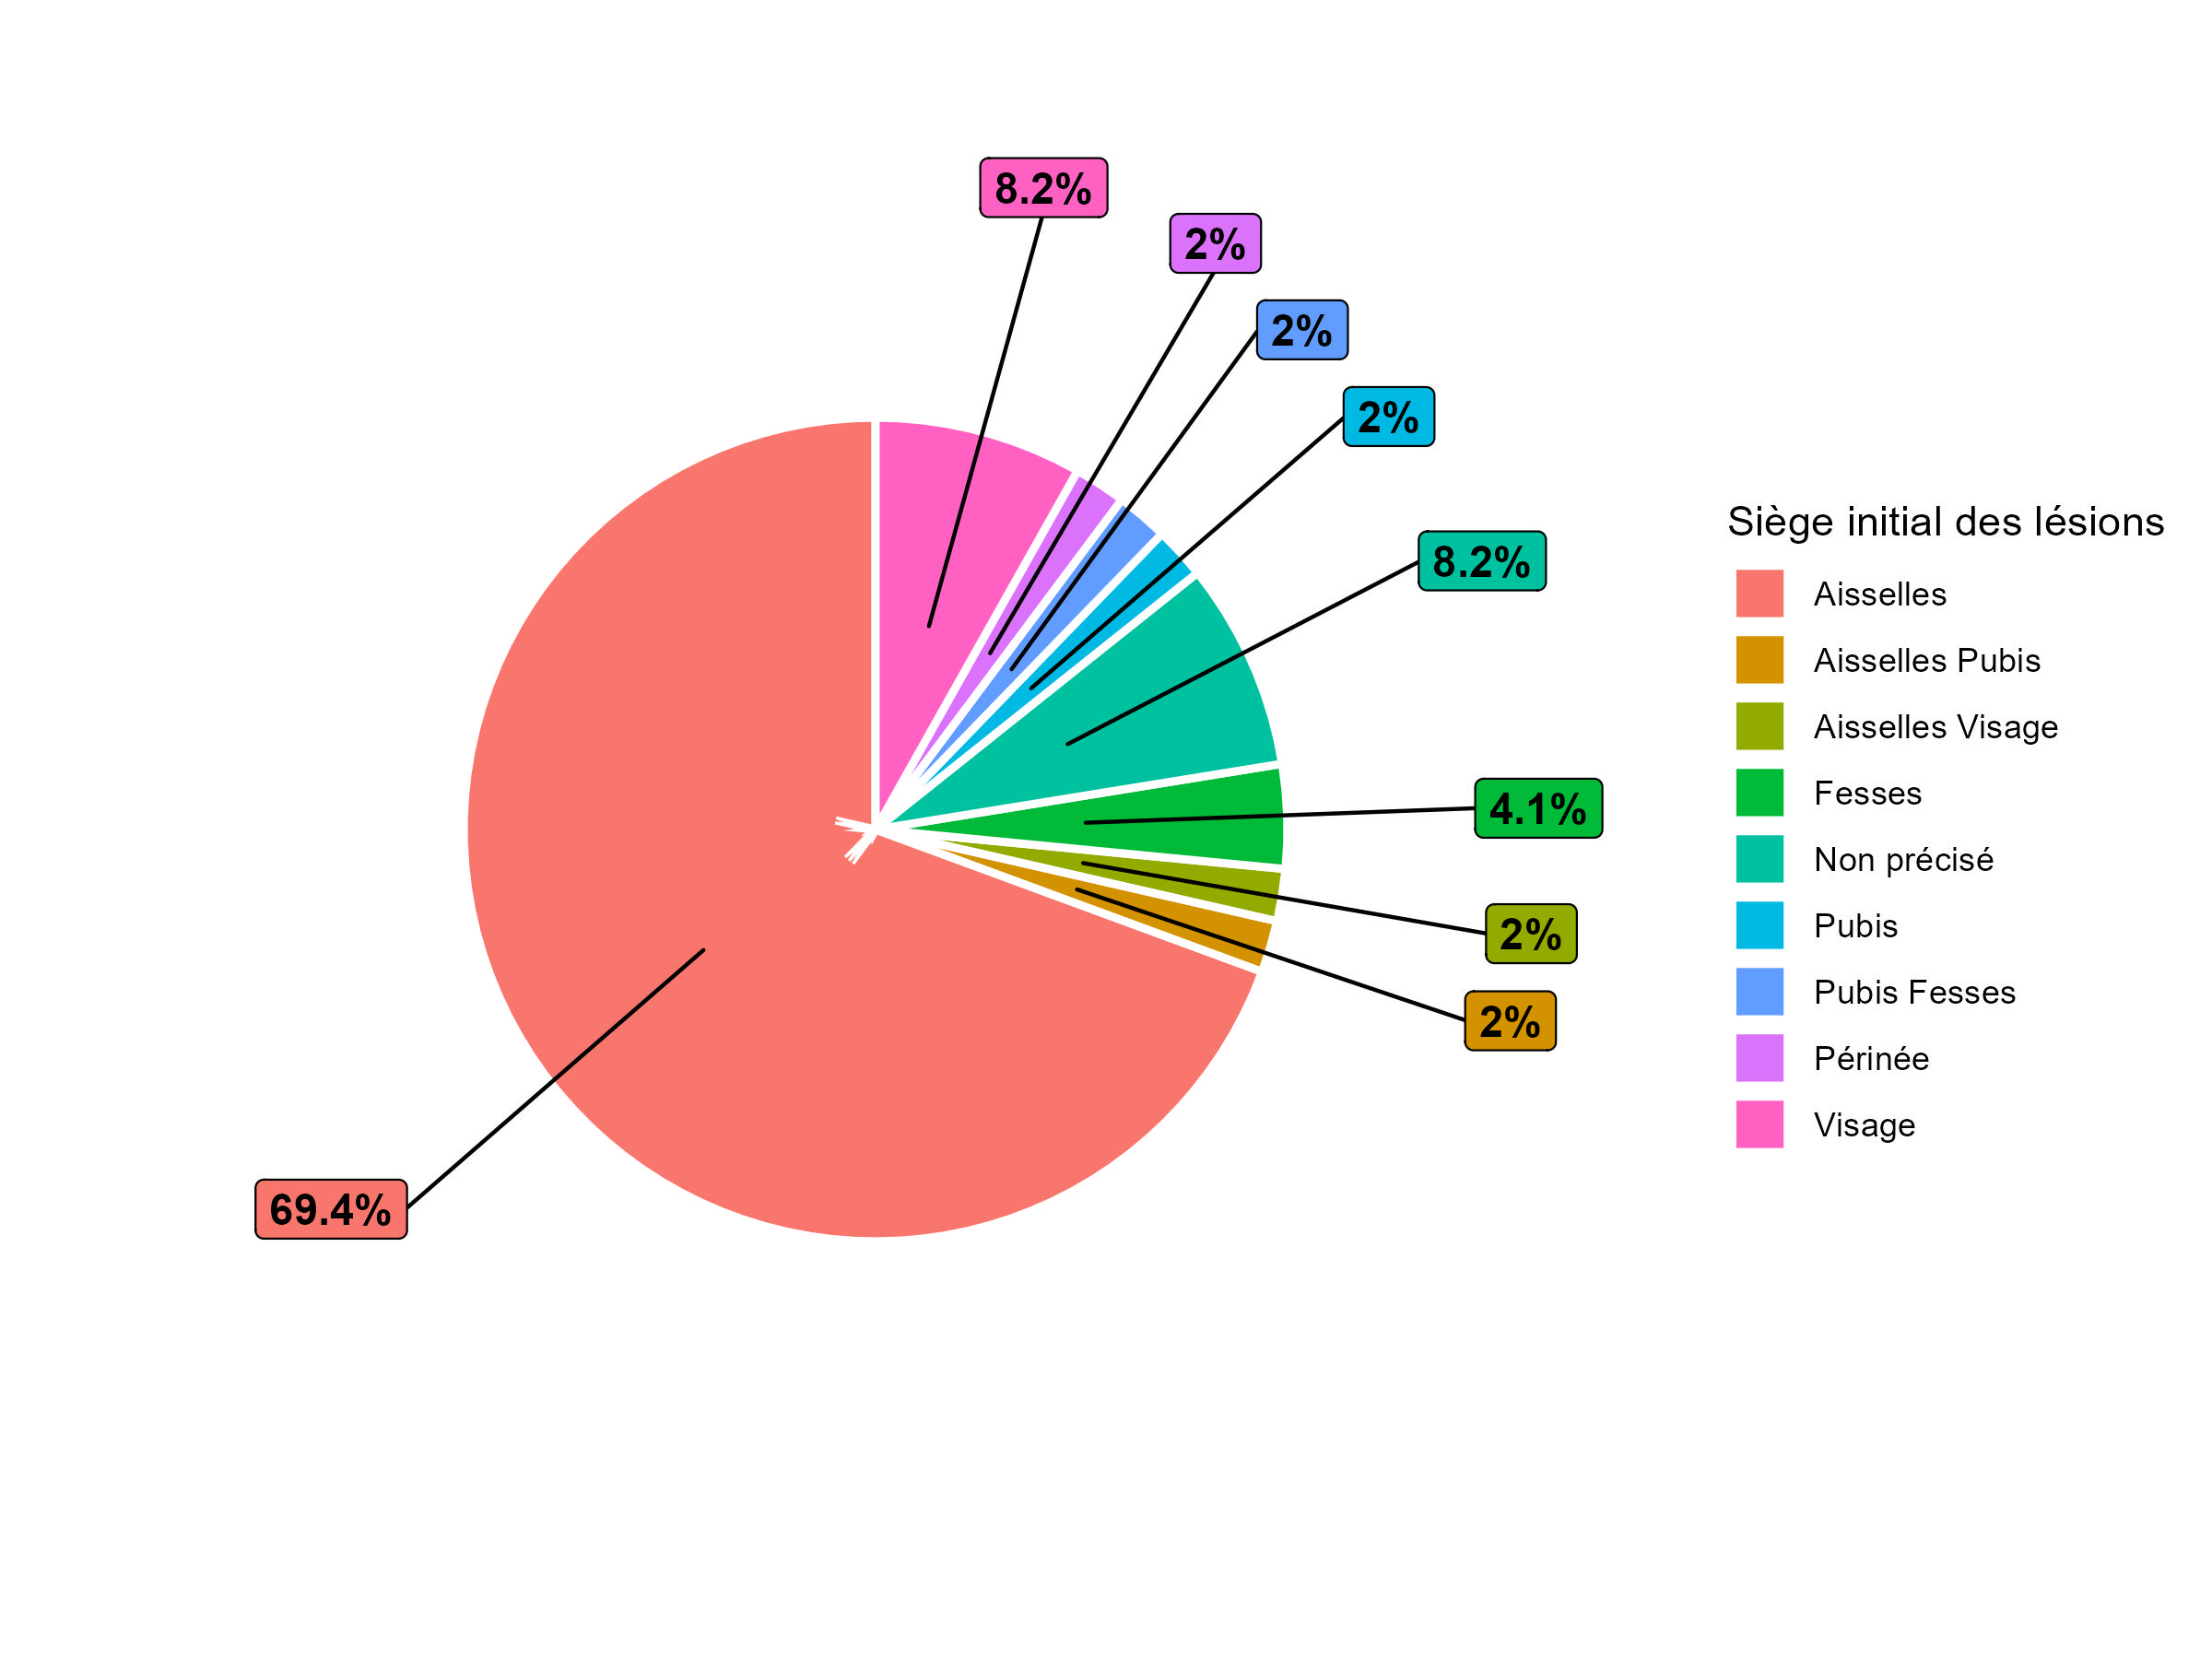 8.2%
2%
2%
2%
8.2%
4.1%
2%
2%
69.4%
Siège initial des lésions
Aisselles
Aisselles Pubis
Aisselles Visage
Fesses
Non précisé
Pubis
Pubis Fesses
Périnée
Visage